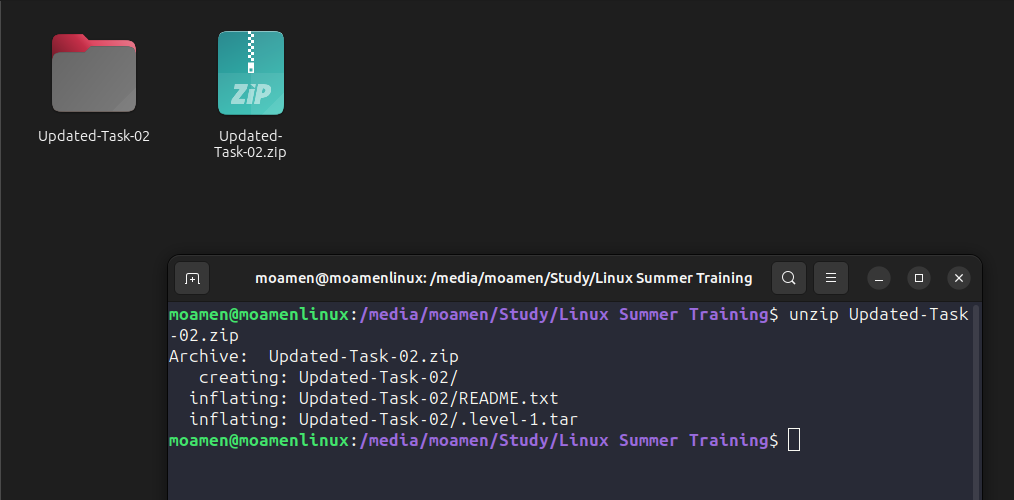 Updated-Task-02
Updated-
Task-02.zip
ZiP
moamen@moamenlinux: /media/moamen/Study/Linux Summer Training
moamen@moamenlinux:/media/moamen/Study/Linux Summer Training$ unzip Updated-Task
-02.zip
Archive:  Updated-Task-02.zip
   creating: Updated-Task-02/
  inflating: Updated-Task-02/README.txt
  inflating: Updated-Task-02/.level-1.tar
moamen@moamenlinux:/media/moamen/Study/Linux Summer Training$